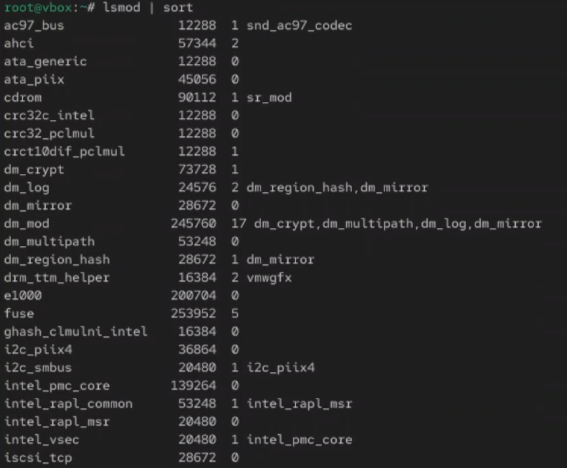 root@vbox:~# lsmod | sort
ac97_bus 12288 1 snd_ac97_codec
ahci 57344 2
ata_generic 12288 0
ata_piix 45056 0
cdrom 90112 1 sr_mod
crc32c_intel 12288 0
crc32_pclmul 12288 0
crct10dif_pclmul 12288 1
dm_crypt 73728 1
dm_log 24576 2 dm_region_hash,dm_mirror
dm_mirror 28672 0
dm_mod 245760 17 dm_crypt,dm_multipath,dm_log,dm_mirror
dm_multipath 53248 0
dm_region_hash 28672 1 dm_mirror
drm_ttm_helper 16384 2 vmwgfx
e1000 200704 0
fuse 253952 5
ghash_clmulni_intel 16384 0
i2c_piix4 36864 0
i2c_smbus 20480 1 i2c_piix4
intel_pmc_core 139264 0
intel_rapl_common 53248 1 intel_rapl_msr
intel_rapl_msr 20480 0
intel_vsec 20480 1 intel_pmc_core
iscsi_tcp 28672 0